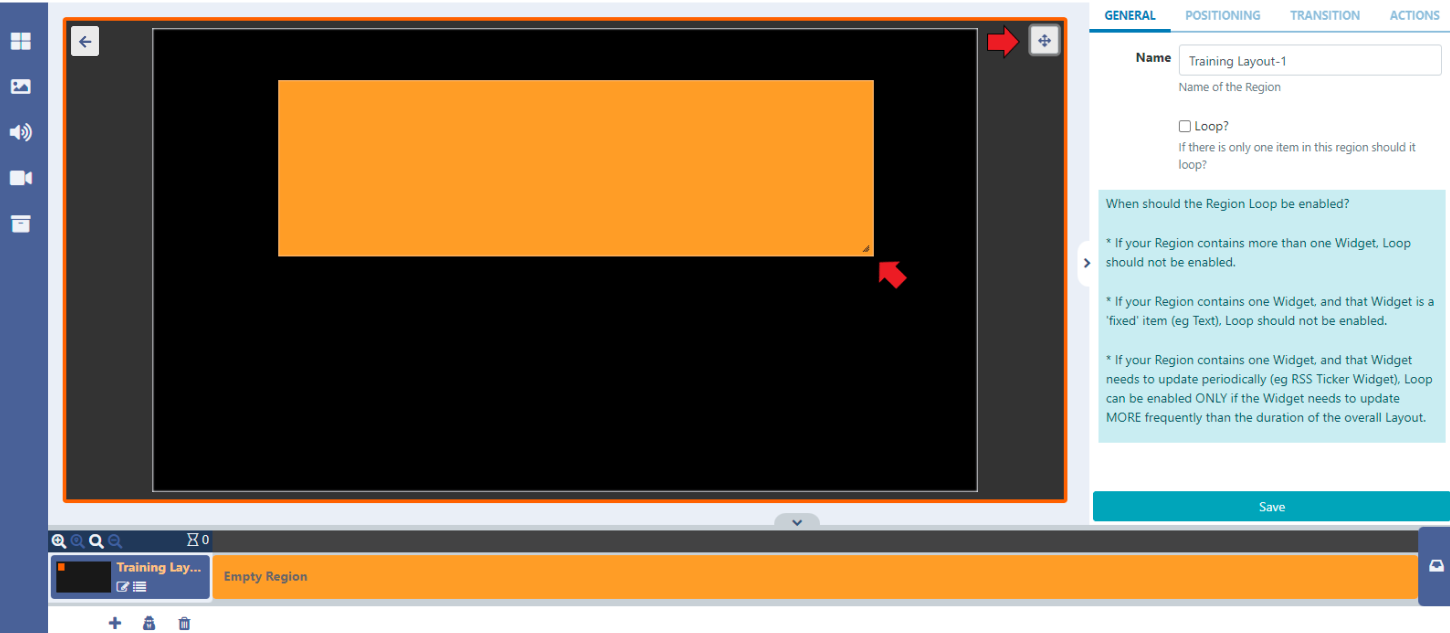 GENERAL POSITIONING TRANSITION ACTIONS
Name Training Layout-1
Name of the Region
Loop?
If there is only one item in this region should it
loop?
When should the Region Loop be enabled?
* If your Region contains more than one Widget, Loop
should not be enabled.
* If your Region contains one Widget, and that Widget is a
'fixed' item (eg Text), Loop should not be enabled.
* If your Region contains one Widget, and that Widget
needs to update periodically (eg RSS Ticker Widget), Loop
can be enabled ONLY if the Widget needs to update
MORE frequently than the duration of the overall Layout.
Save
0
Training Lay...
Empty Region